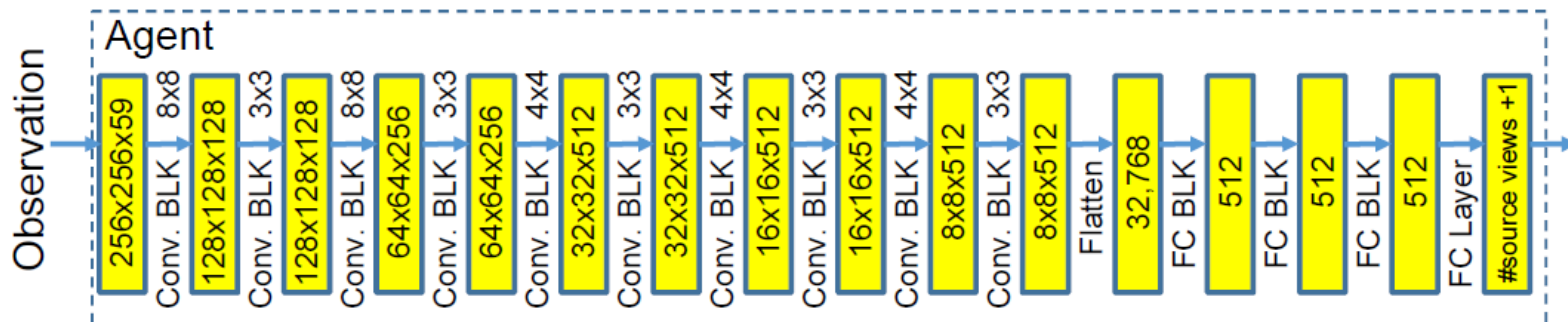 Agent
Observation
256x256x59
Conv. BLK 8x8
128x128x128
Conv. BLK 3x3
128x128x128
Conv. BLK 8x8
64x64x256
Conv. BLK 3x3
64x64x256
Conv. BLK 4x4
32x32x512
Conv. BLK 3x3
32x32x512
Conv. BLK 4x4
16x16x512
Conv. BLK 3x3
16x16x512
Conv. BLK 4x4
8x8x512
Conv. BLK 3x3
8x8x512
Flatten
32,768
FC BLK
512
FC BLK
512
FC BLK
512
FC Layer
#source views +1